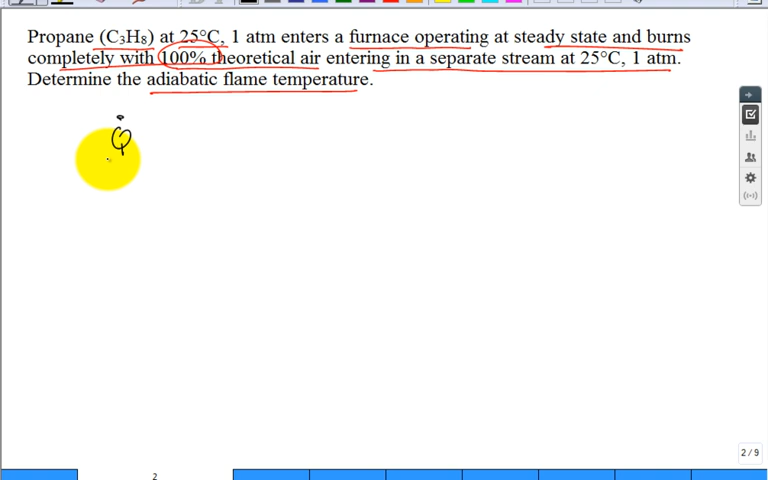 Propane (C₃H₈) at 25°C, 1 atm enters a furnace operating at steady state and burns
completely with 100% theoretical air entering in a separate stream at 25°C, 1 atm.
Determine the adiabatic flame temperature.
Q̇
2 / 9
2